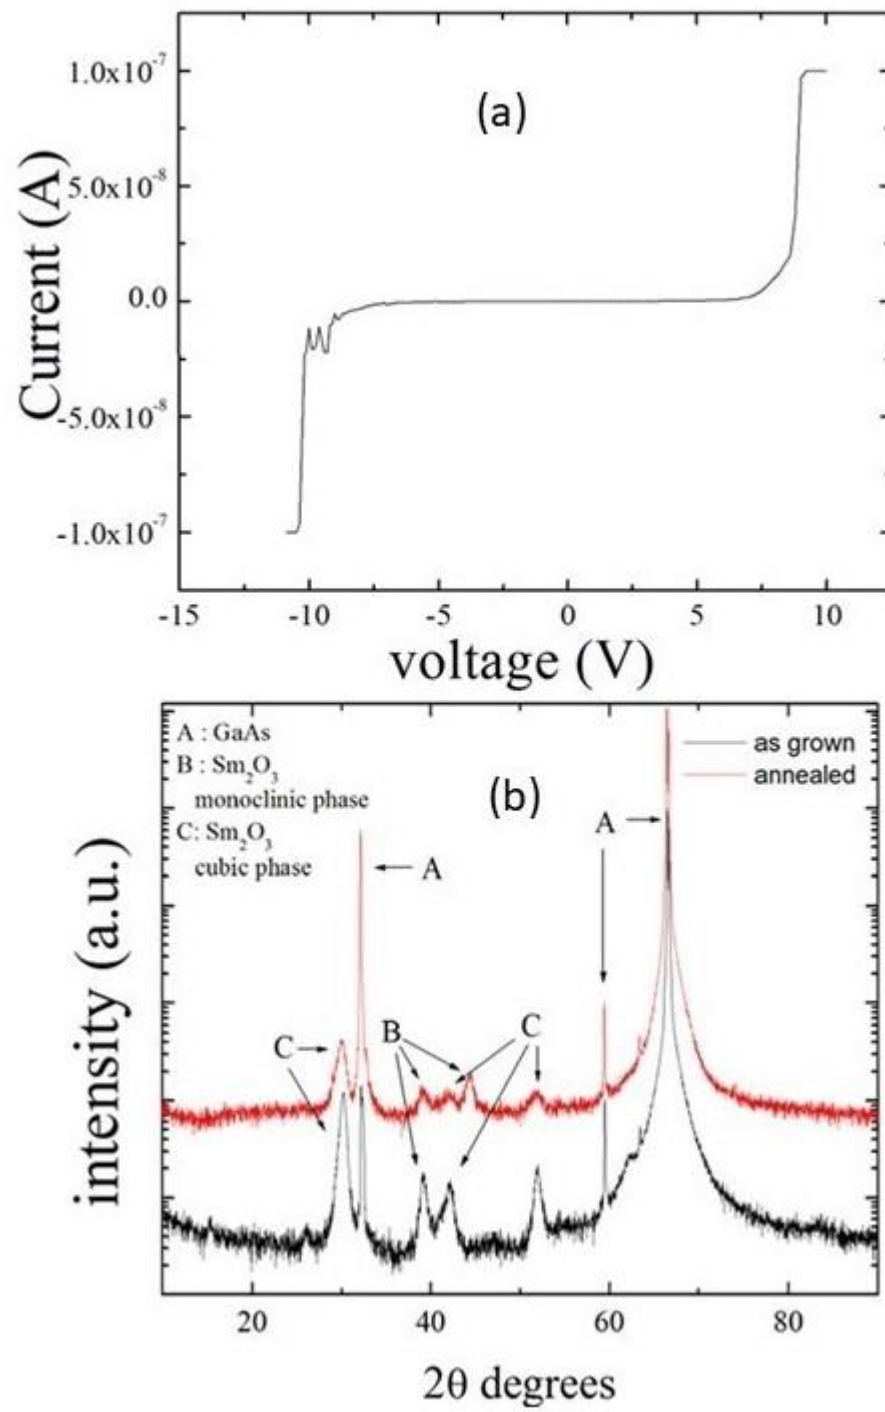 (a)
1.0x10⁻⁷
5.0x10⁻⁸
0.0
-5.0x10⁻⁸
-1.0x10⁻⁷
Current (A)
-15 -10 -5 0 5 10
voltage (V)
A : GaAs
B : Sm₂O₃
monoclinic phase
C: Sm₂O₃
cubic phase
(b)
as grown
annealed
A
A
C
B
C
intensity (a.u.)
20 40 60 80
2θ degrees